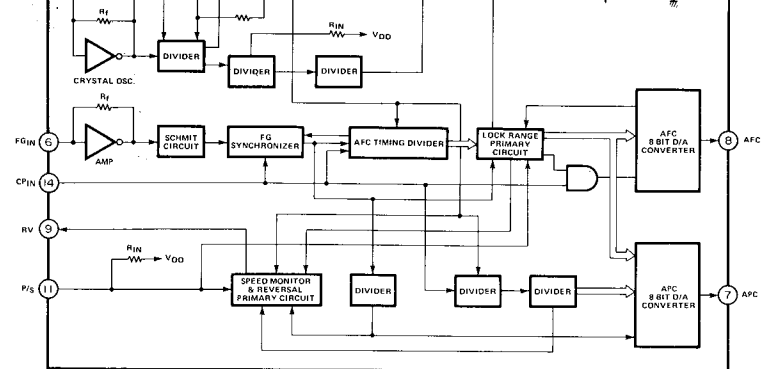 Rf
RIN
VDD
DIVIDER
DIVIDER
DIVIDER
CRYSTAL OSC.
Rf
FGIN
6
AMP
SCHMIT
CIRCUIT
FG
SYNCHRONIZER
AFC TIMING DIVIDER
LOCK RANGE
PRIMARY
CIRCUIT
AFC
8 BIT D/A
CONVERTER
8
AFC
CPIN
14
RV
9
RIN
VDD
P/S
11
SPEED MONITOR
& REVERSAL
PRIMARY CIRCUIT
DIVIDER
DIVIDER
DIVIDER
APC
8 BIT D/A
CONVERTER
7
APC